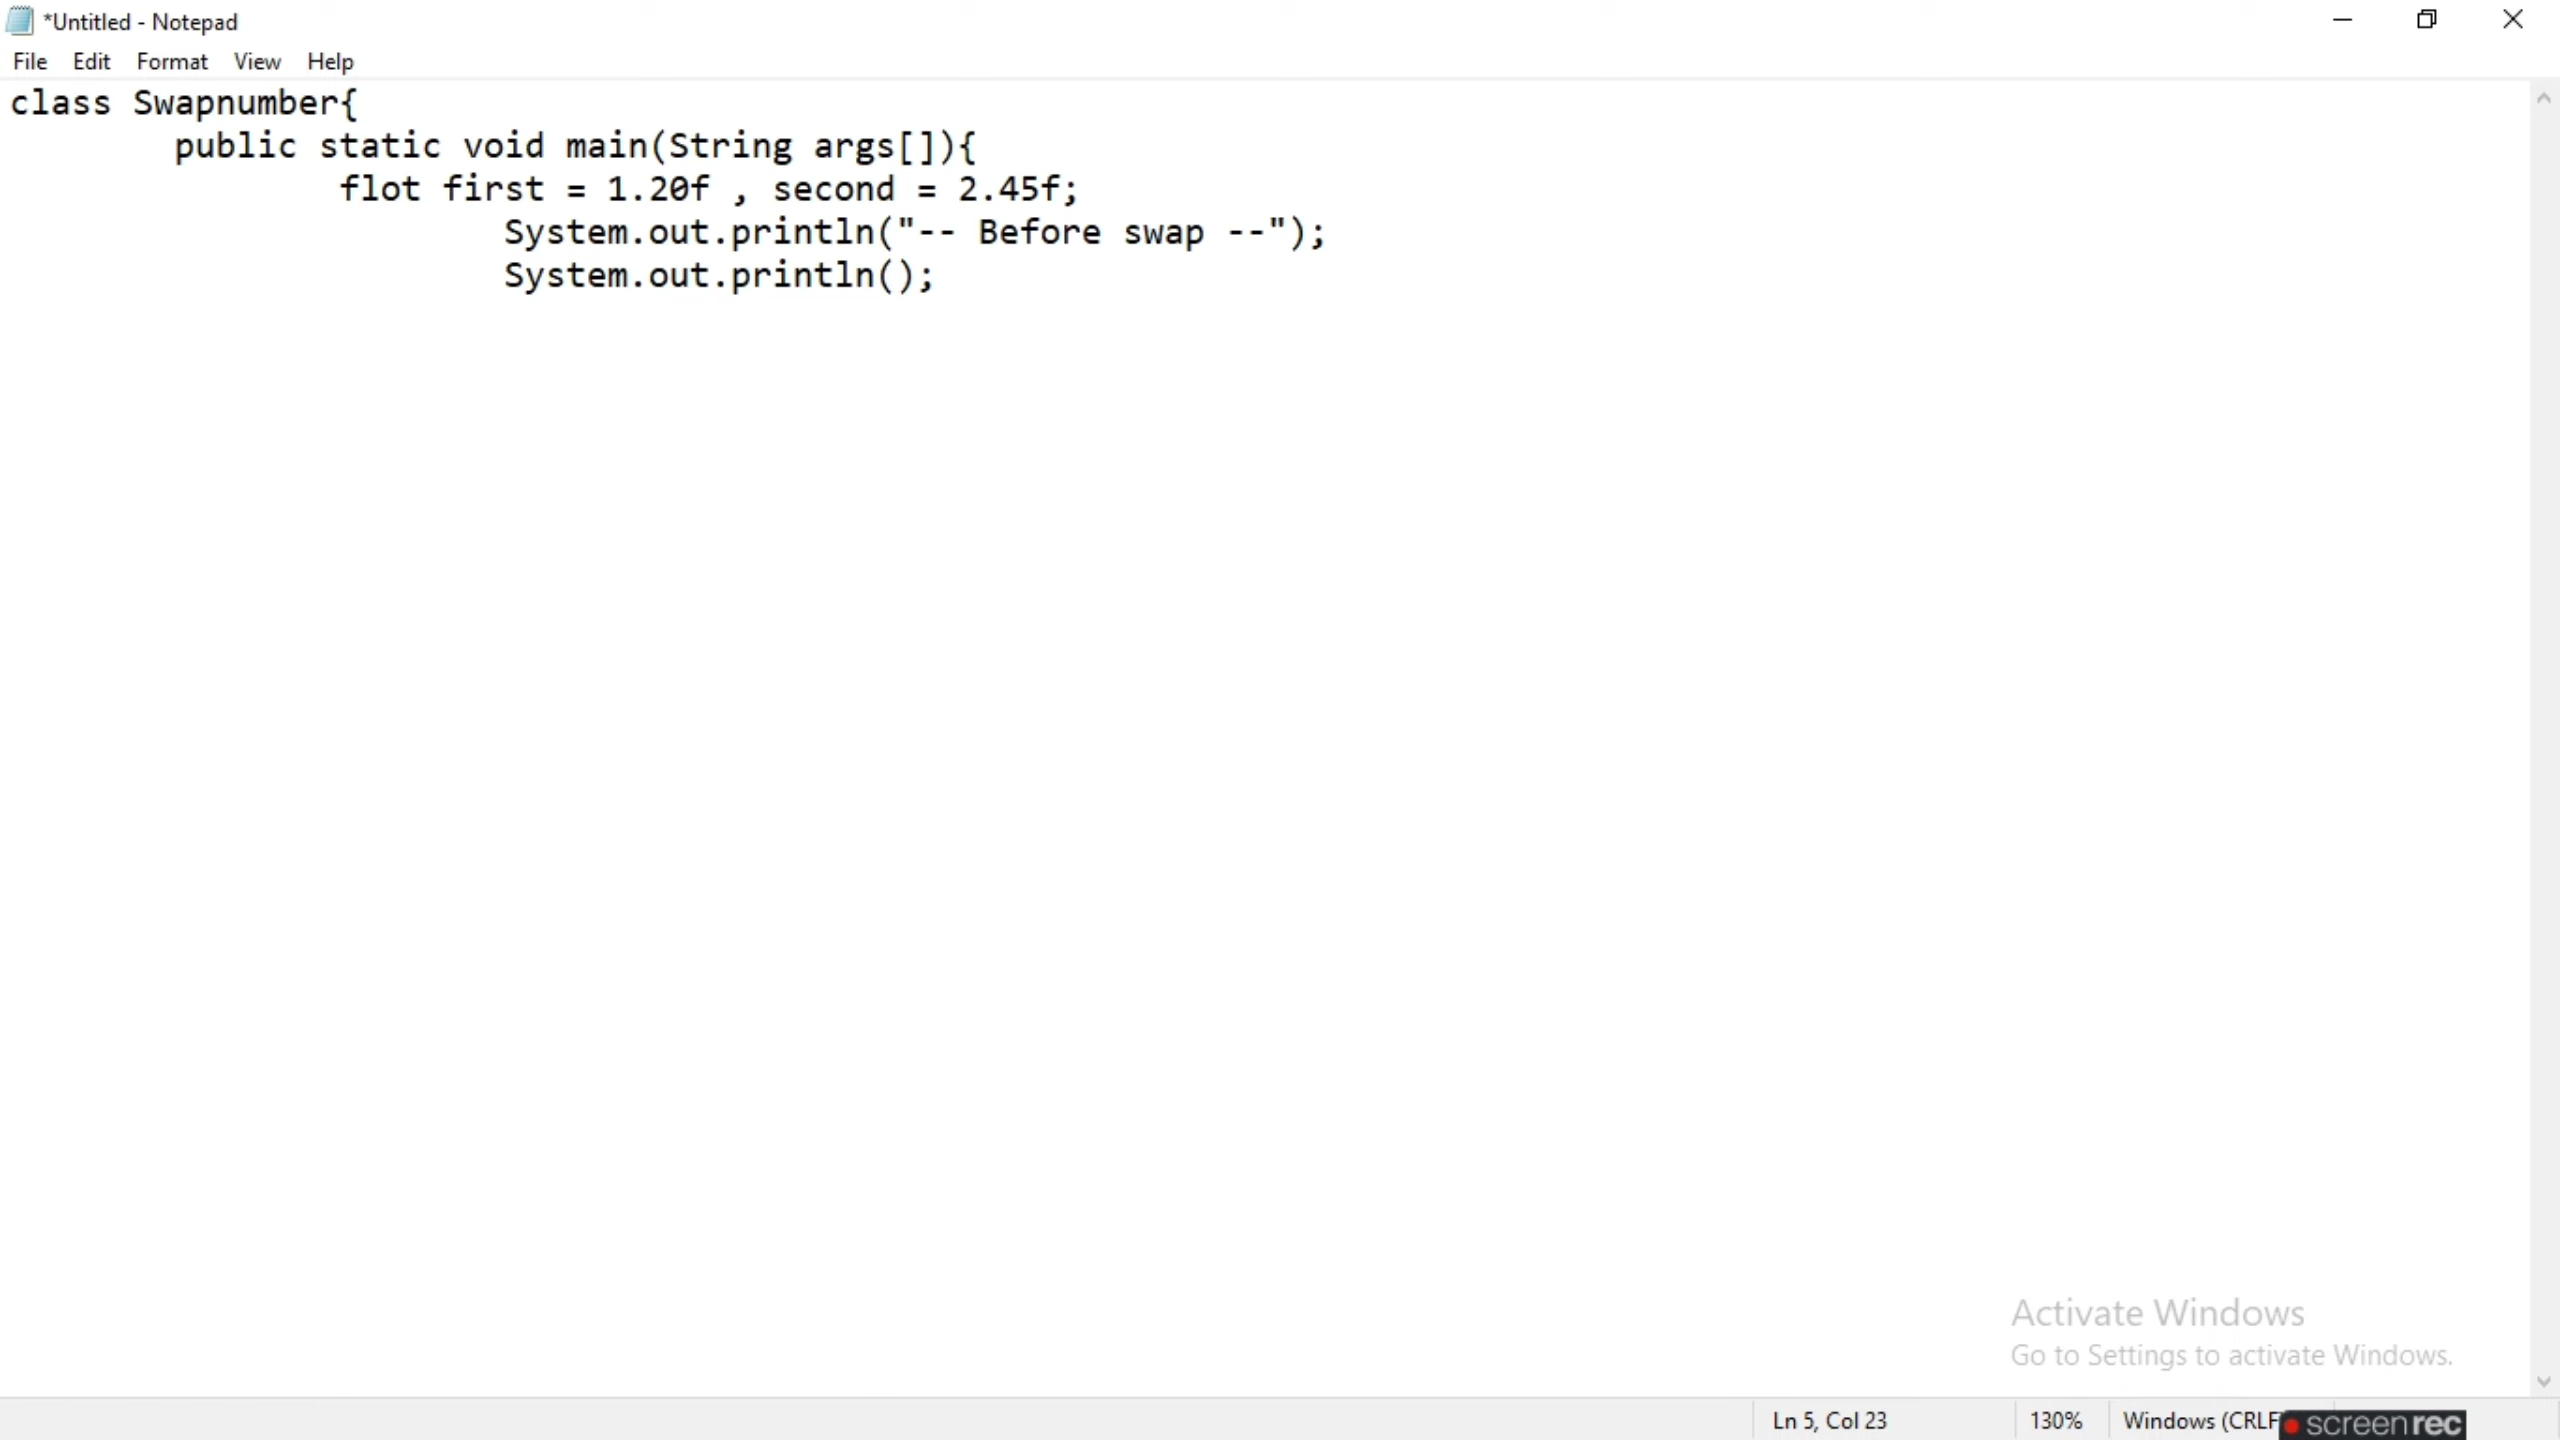 *Untitled - Notepad
File Edit Format View Help
class Swapnumber{
public static void main(String args[]){
flot first = 1.20f , second = 2.45f;
System.out.println("-- Before swap --");
System.out.println();
Activate Windows
Go to Settings to activate Windows.
Ln 5, Col 23 130% Windows (CRLF
screenrec